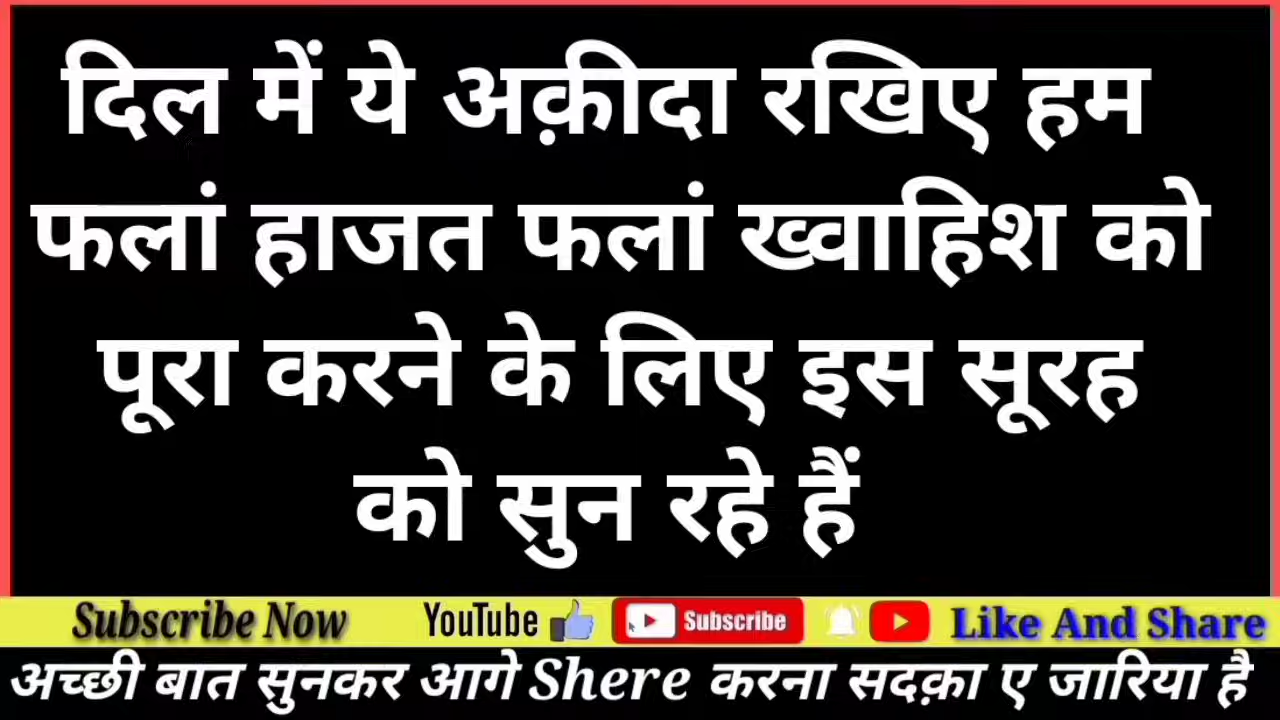 दिल में ये अक़ीदा रखिए हम
फलां हाजत फलां ख्वाहिश को
पूरा करने के लिए इस सूरह
को सुन रहे हैं
Subscribe Now YouTube Subscribe Like And Share
अच्छी बात सुनकर आगे Shere करना सदक़ा ए जारिया है